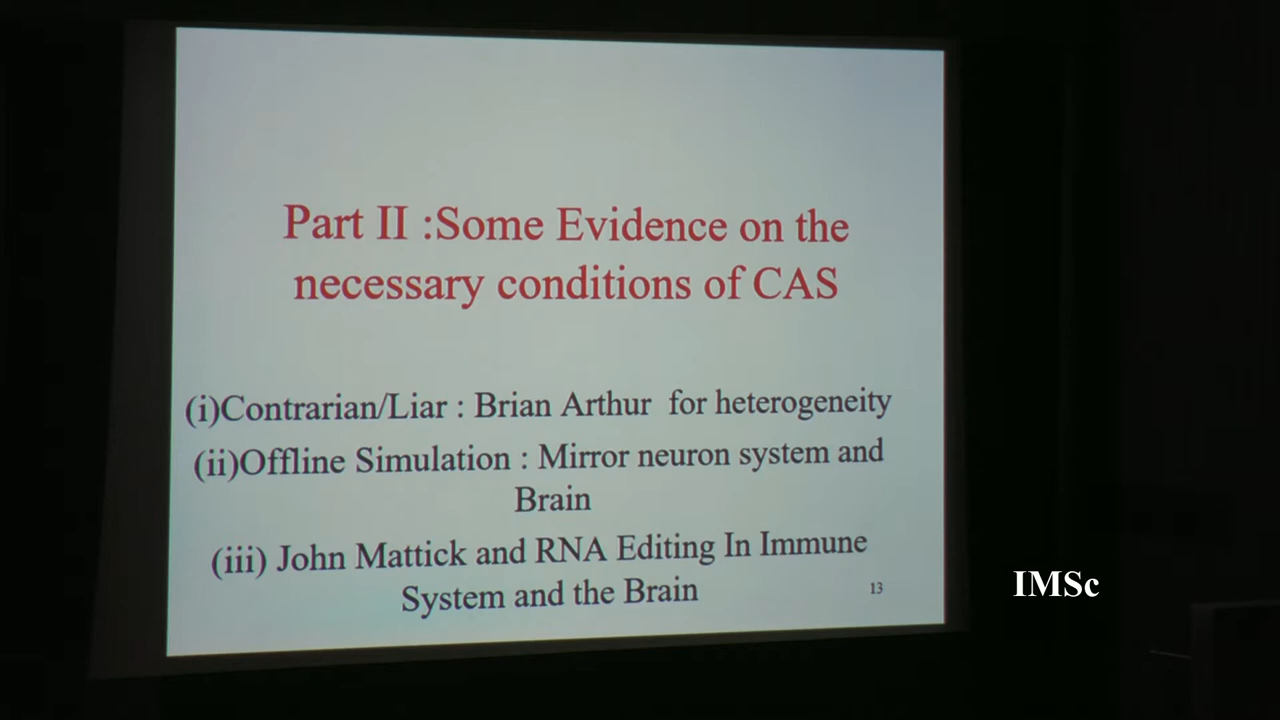 Part II :Some Evidence on the
necessary conditions of CAS
(i)Contrarian/Liar : Brian Arthur for heterogeneity
(ii)Offline Simulation : Mirror neuron system and
Brain
(iii) John Mattick and RNA Editing In Immune
System and the Brain
13
IMSc